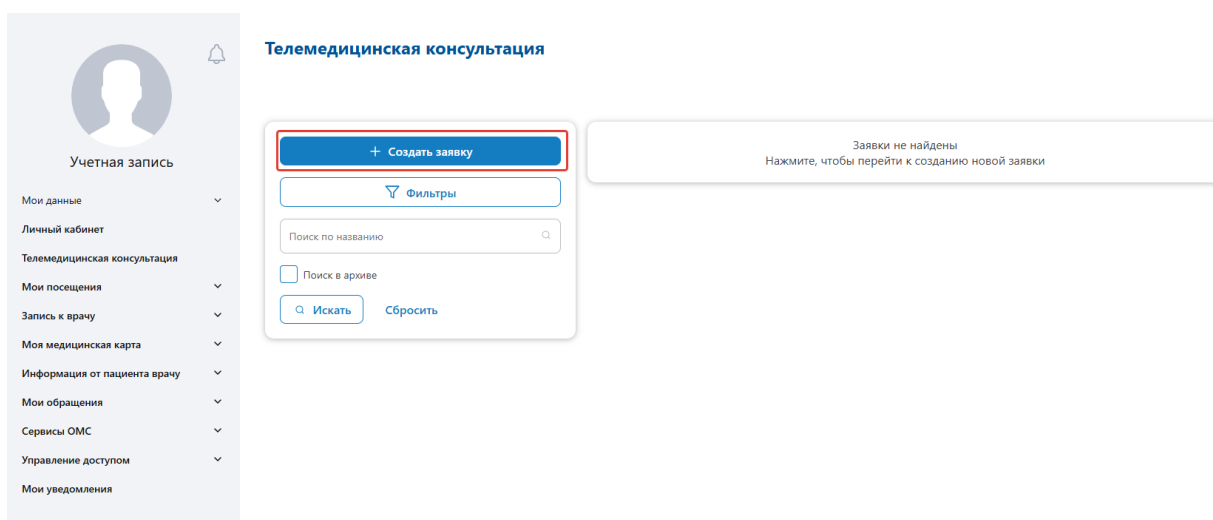 Телемедицинская консультация
Учетная запись
Мои данные
Личный кабинет
Телемедицинская консультация
Мои посещения
Запись к врачу
Моя медицинская карта
Информация от пациента врачу
Мои обращения
Сервисы ОМС
Управление доступом
Мои уведомления
+ Создать заявку
Фильтры
Поиск по названию
Поиск в архиве
Искать Сбросить
Заявки не найдены
Нажмите, чтобы перейти к созданию новой заявки